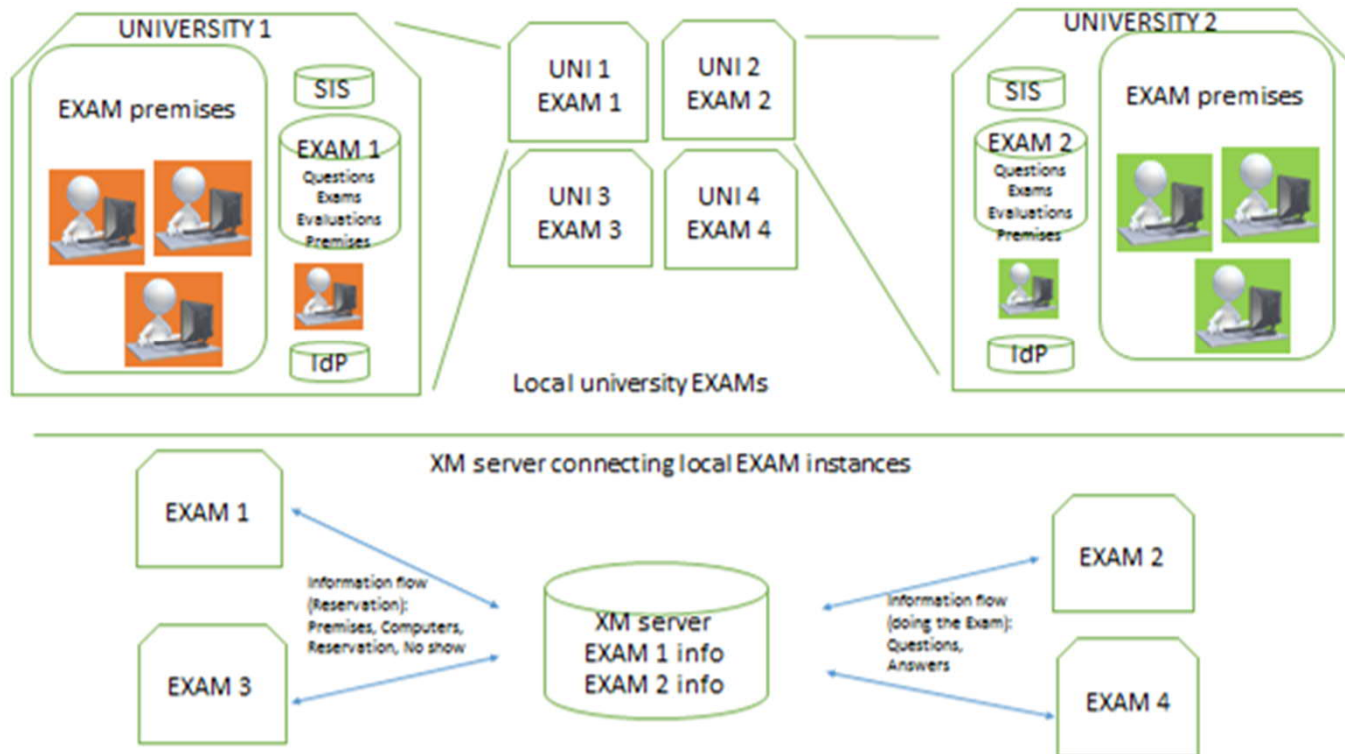 UNIVERSITY 1
EXAM premises
SIS
EXAM 1
Questions
Exams
Evaluations
Premises
IdP
UNI 1
EXAM 1
UNI 2
EXAM 2
UNI 3
EXAM 3
UNI 4
EXAM 4
Local university EXAMs
UNIVERSITY 2
SIS
EXAM 2
Questions
Exams
Evaluations
Premises
IdP
EXAM premises
XM server connecting local EXAM instances
EXAM 1
EXAM 3
Information flow
(Reservation):
Premises, Computers,
Reservation, No show
XM server
EXAM 1 info
EXAM 2 info
Information flow
(doing the Exam):
Questions,
Answers
EXAM 2
EXAM 4